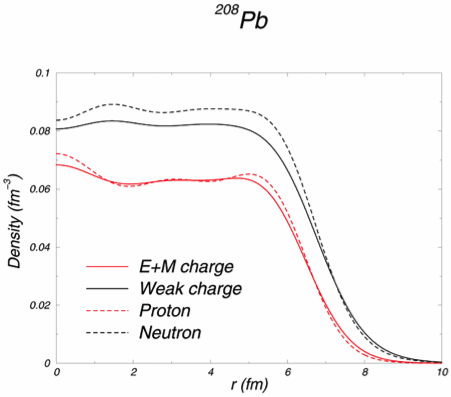 ²⁰⁸Pb
0.1
0.08
0.06
0.04
0.02
0
Density (fm⁻³)
E+M charge
Weak charge
Proton
Neutron
0 2 4 6 8 10
r (fm)